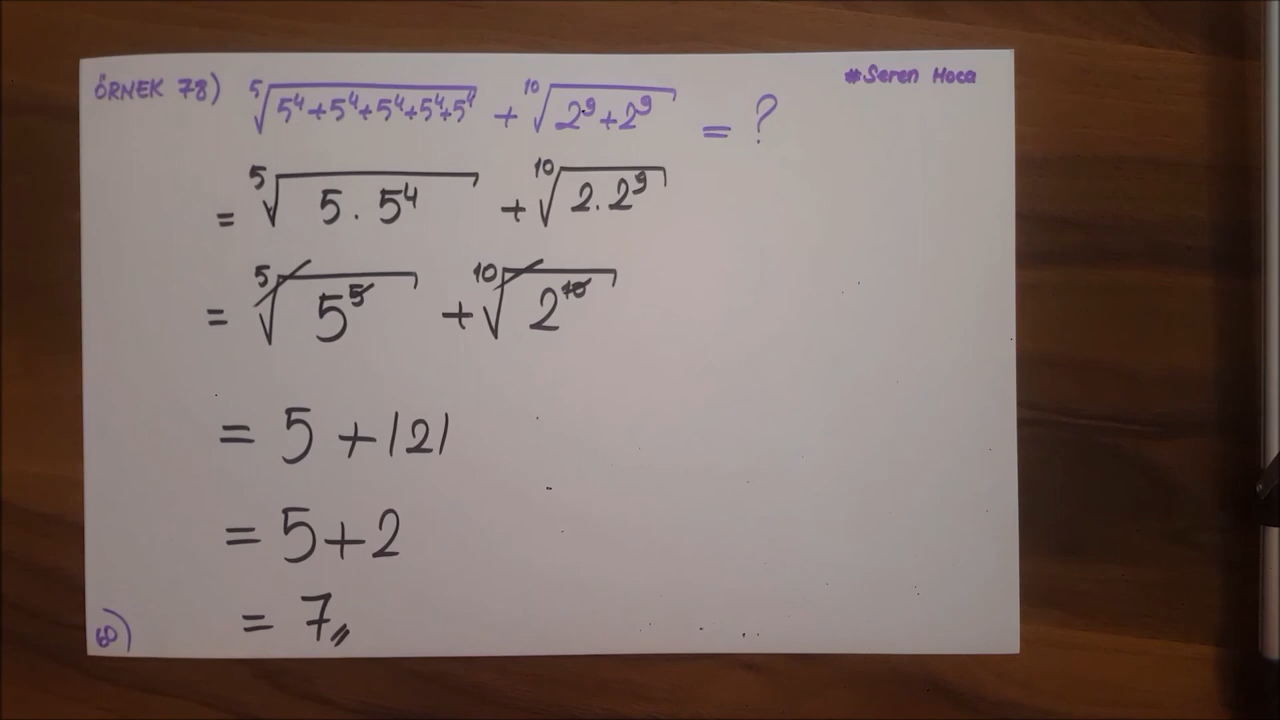 ÖRNEK 78) ⁵√(5⁴+5⁴+5⁴+5⁴+5⁴) + ¹⁰√(2⁹+2⁹) = ?
#Seren Hoca
= ⁵√(5.5⁴) + ¹⁰√(2.2⁹)
= ⁵√(5⁵) + ¹⁰√(2¹⁰)
= 5 + |2|
= 5+2
= 7